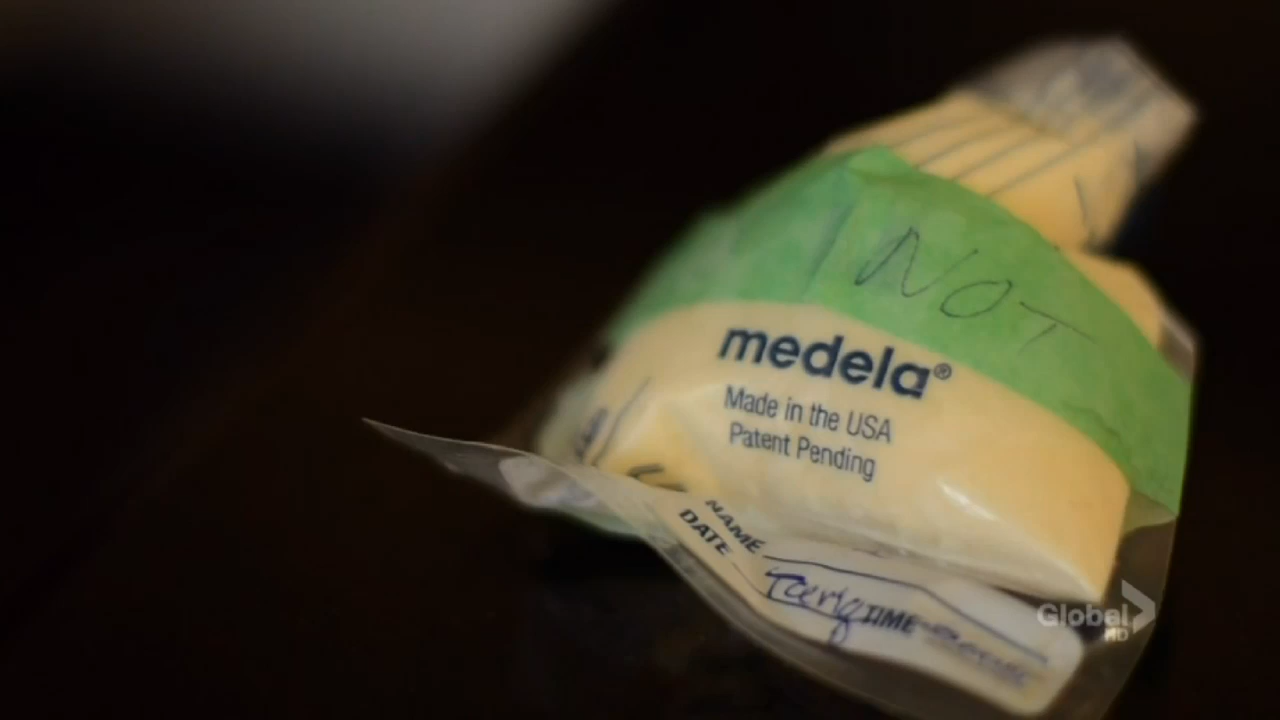 NOT
medela®
Made in the USA
Patent Pending
NAME
DATE
TIME
Global
HD